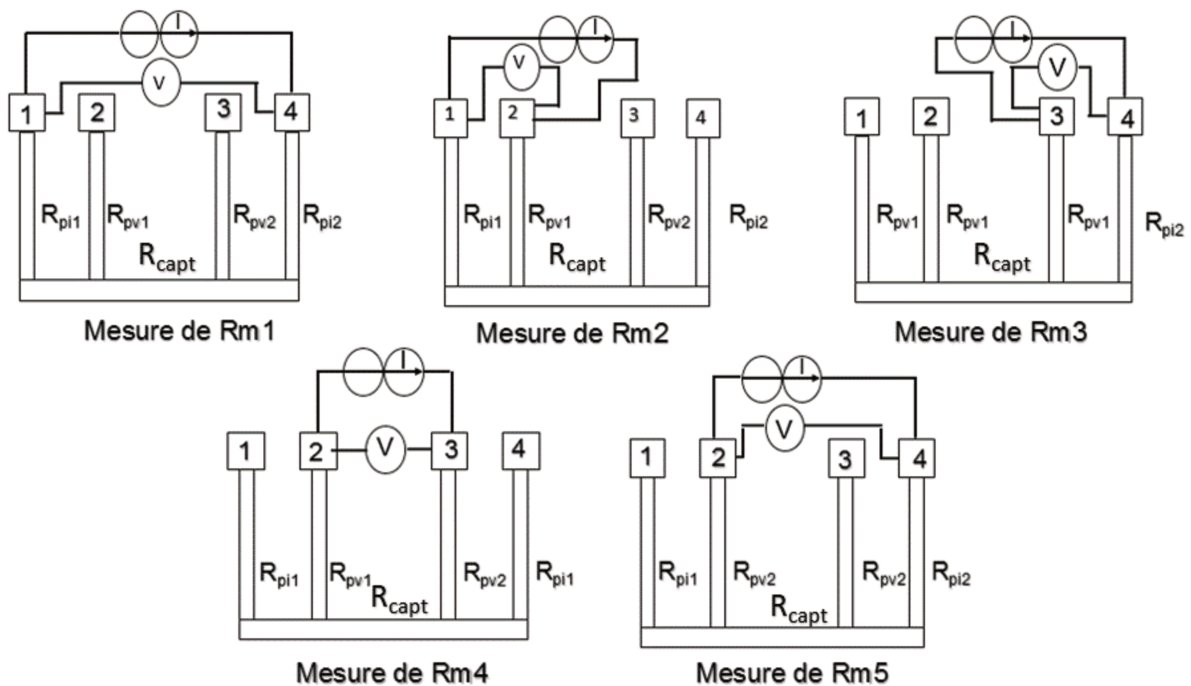 I
V
1 2 3 4
Rpi1 Rpv1 Rpv2 Rpi2
Rcapt
Mesure de Rm1
I
V
1 2 3 4
Rpi1 Rpv1 Rpv2 Rpi2
Rcapt
Mesure de Rm2
I
V
1 2 3 4
Rpv1 Rpv1 Rpv1 Rpi2
Rcapt
Mesure de Rm3
I
V
1 2 3 4
Rpi1 Rpv1 Rpv2 Rpi1
Rcapt
Mesure de Rm4
I
V
1 2 3 4
Rpi1 Rpv2 Rpv2 Rpi2
Rcapt
Mesure de Rm5